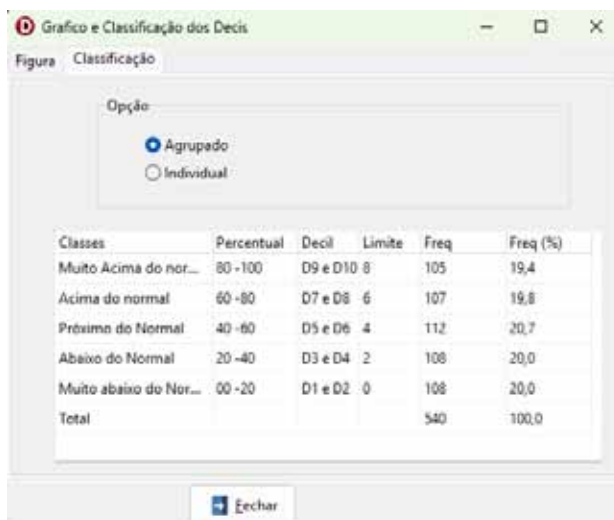 Grafico e Classificação dos Decis
Figura Classificação
Opção
Agrupado
Individual
Classes Percentual Decil Limite Freq Freq (%)
Muito Acima do nor... 80 -100 D9 e D10 8 105 19,4
Acima do normal 60 -80 D7 e D8 6 107 19,8
Próximo do Normal 40 -60 D5 e D6 4 112 20,7
Abaixo do Normal 20 -40 D3 e D4 2 108 20,0
Muito abaixo do Nor... 00 -20 D1 e D2 0 108 20,0
Total 540 100,0
Fechar